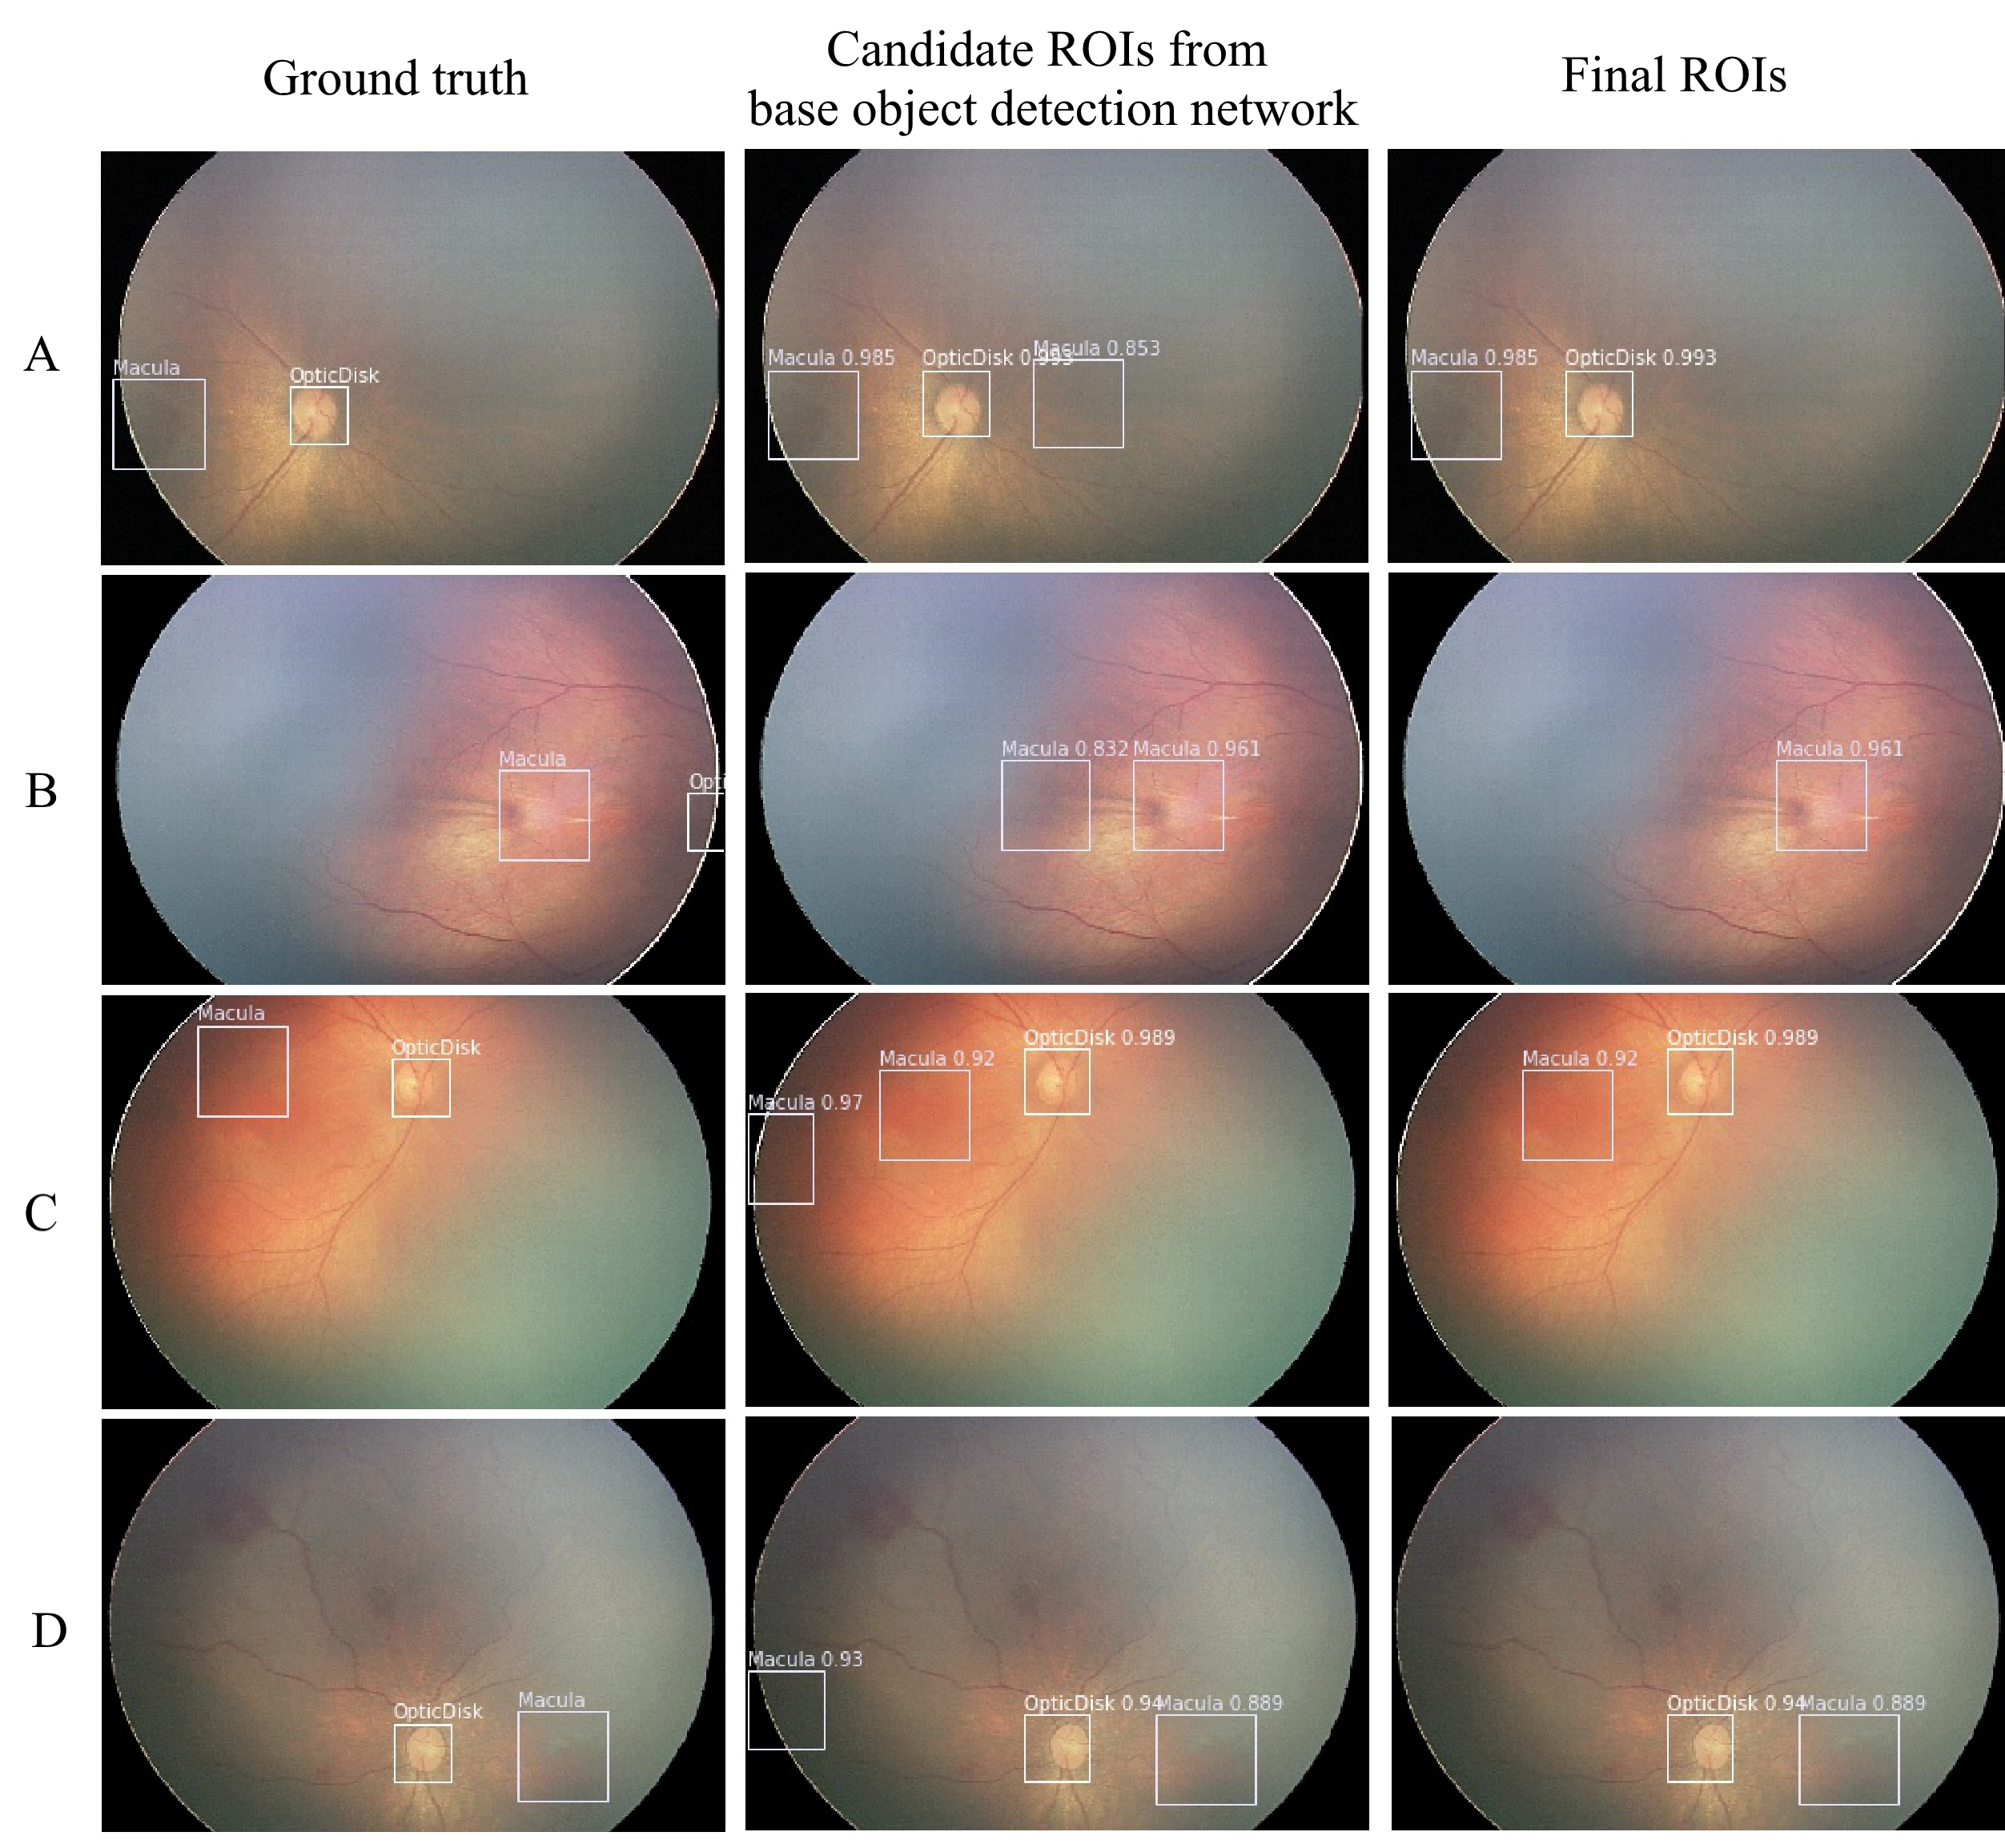 Ground truth
Candidate ROIs from
base object detection network
Final ROIs
A
Macula
OpticDisk
Macula 0.985
OpticDisk 0.993
Macula 0.853
Macula 0.985
OpticDisk 0.993
B
Macula
Opti
Macula 0.832
Macula 0.961
Macula 0.961
C
Macula
OpticDisk
Macula 0.97
Macula 0.92
OpticDisk 0.989
Macula 0.92
OpticDisk 0.989
D
OpticDisk
Macula
Macula 0.93
OpticDisk 0.94
Macula 0.889
OpticDisk 0.94
Macula 0.889